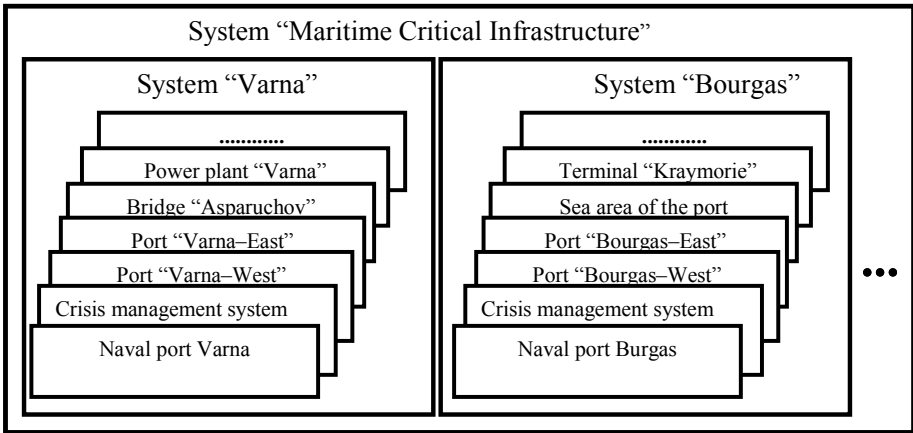 System “Maritime Critical Infrastructure”
System “Varna”
............
Power plant “Varna”
Bridge “Asparuchov”
Port “Varna–East”
Port “Varna–West”
Crisis management system
Naval port Varna
System “Bourgas”
............
Terminal “Kraymorie”
Sea area of the port
Port “Bourgas–East”
Port “Bourgas–West”
Crisis management system
Naval port Burgas
•••